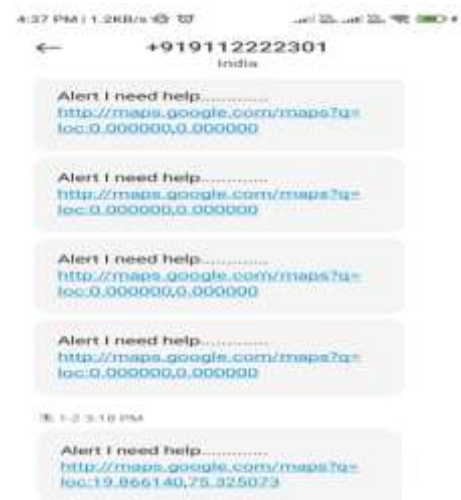 4:37 PM | 1.2KB/s
+919112222301
India
Alert I need help.............
http://maps.google.com/maps?q=
loc:0.000000,0.000000
Alert I need help.............
http://maps.google.com/maps?q=
loc:0.000000,0.000000
Alert I need help.............
http://maps.google.com/maps?q=
loc:0.000000,0.000000
Alert I need help.............
http://maps.google.com/maps?q=
loc:0.000000,0.000000
1-2 5:18 PM
Alert I need help.............
http://maps.google.com/maps?q=
loc:19.866140,75.325073